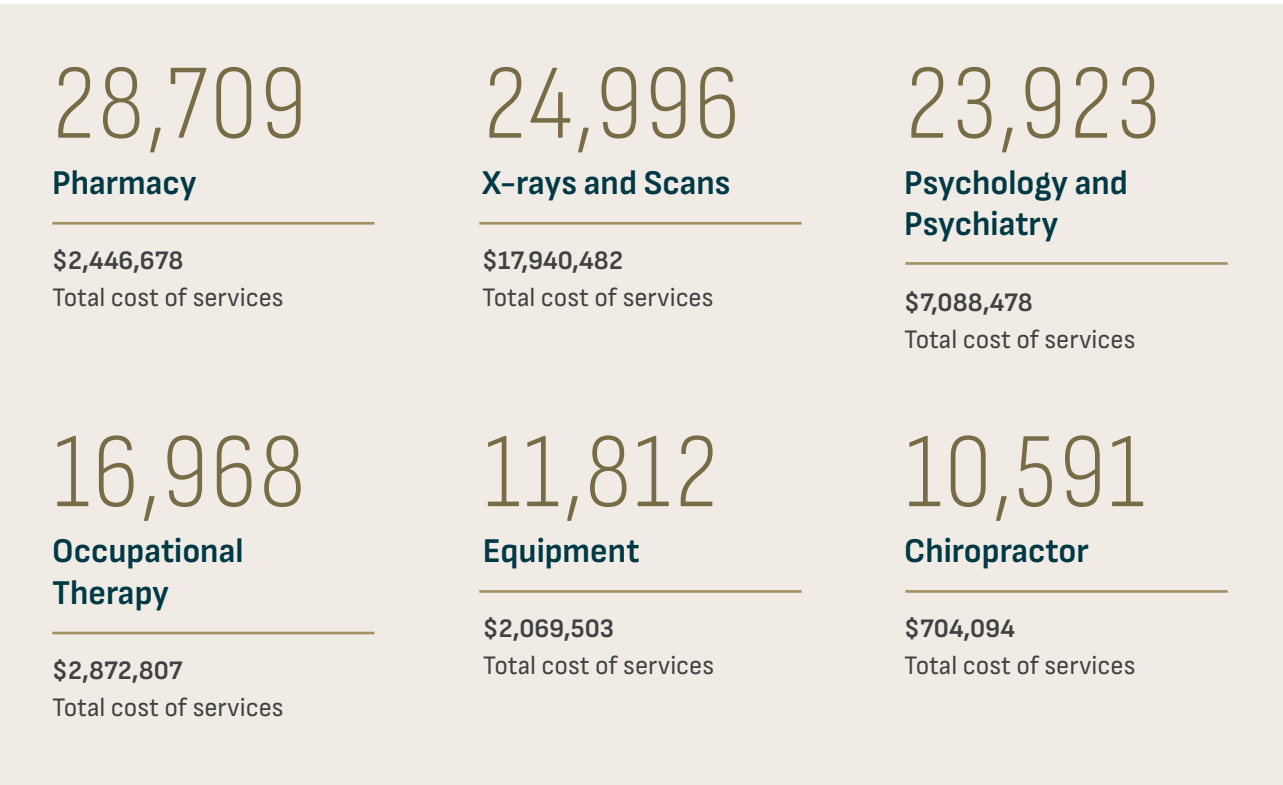 28,709
Pharmacy
$2,446,678
Total cost of services
24,996
X-rays and Scans
$17,940,482
Total cost of services
23,923
Psychology and
Psychiatry
$7,088,478
Total cost of services
16,968
Occupational
Therapy
$2,872,807
Total cost of services
11,812
Equipment
$2,069,503
Total cost of services
10,591
Chiropractor
$704,094
Total cost of services